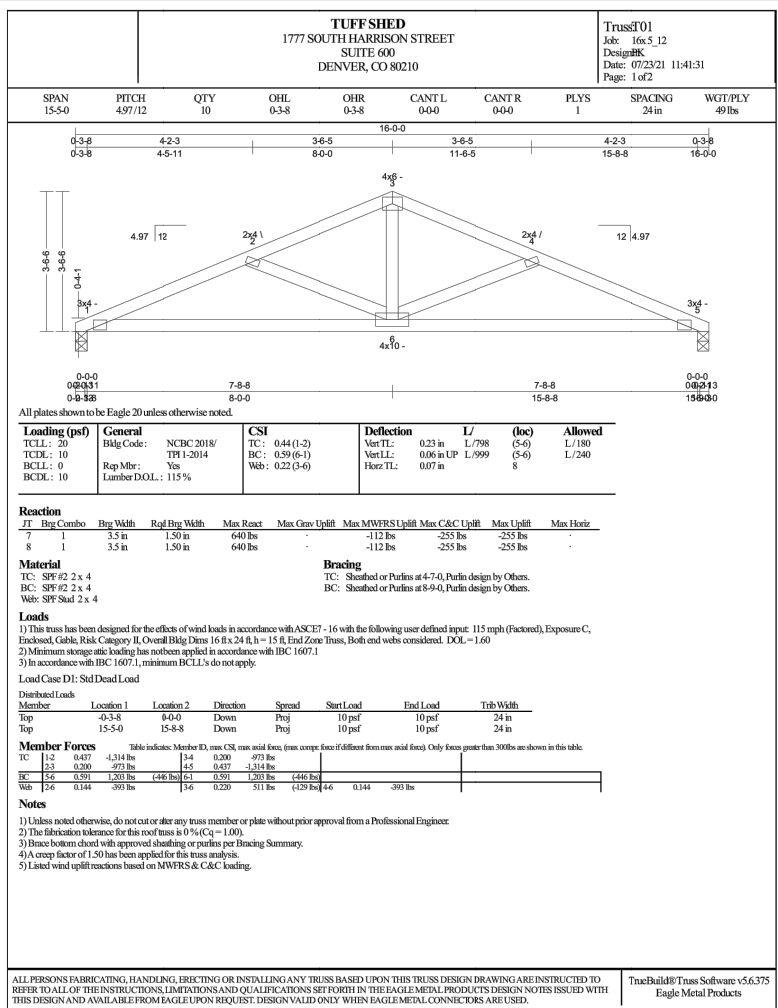 TUFF SHED
1777 SOUTH HARRISON STREET
SUITE 600
DENVER, CO 80210
Truss: T01
Job: 16x 5_12
Design: BK
Date: 07/23/21 11:41:31
Page: 1 of 2
SPAN PITCH QTY OHL OHR CANT L CANT R PLYS SPACING WGT/PLY
15-5-0 4.97/12 10 0-3-8 0-3-8 0-0-0 0-0-0 1 24 in 49 lbs
16-0-0
0-3-8 4-2-3 3-6-5 3-6-5 4-2-3 0-3-8
0-3-8 4-5-11 8-0-0 11-6-5 15-8-8 16-0-0
4x6 -
3
4.97 12 2x4 \ 2x4 / 12 4.97
2 4
3-6-6 3-6-6 0-4-1
3x4 - 3x4 -
1 5
6
4x10 -
0-0-0 0-0-0
7-8-8 7-8-8
8-0-0 15-8-8
All plates shown to be Eagle 20 unless otherwise noted.
Loading (psf) General CSI Deflection L/ (loc) Allowed
TCLL: 20 Bldg Code: NCBC 2018/ TC: 0.44 (1-2) Vert TL: 0.23 in L/798 (5-6) L/180
TCDL: 10 TPI 1-2014 BC: 0.59 (6-1) Vert LL: 0.06 in UP L/999 (5-6) L/240
BCLL: 0 Rep Mbr: Yes Web: 0.22 (3-6) Horz TL: 0.07 in 8
BCDL: 10 Lumber D.O.L.: 115 %
Reaction
JT Brg Combo Brg Width Rqd Brg Width Max React Max Grav Uplift Max MWFRS Uplift Max C&C Uplift Max Uplift Max Horiz
7 1 3.5 in 1.50 in 640 lbs . -112 lbs -255 lbs -255 lbs .
8 1 3.5 in 1.50 in 640 lbs . -112 lbs -255 lbs -255 lbs .
Material Bracing
TC: SPF #2 2 x 4 TC: Sheathed or Purlins at 4-7-0, Purlin design by Others.
BC: SPF #2 2 x 4 BC: Sheathed or Purlins at 8-9-0, Purlin design by Others.
Web: SPF Stud 2 x 4
Loads
1) This truss has been designed for the effects of wind loads in accordance with ASCE7 - 16 with the following user defined input: 115 mph (Factored), Exposure C,
Enclosed, Gable, Risk Category II, Overall Bldg Dims 16 ft x 24 ft, h = 15 ft, End Zone Truss, Both end webs considered. DOL = 1.60
2) Minimum storage attic loading has not been applied in accordance with IBC 1607.1
3) In accordance with IBC 1607.1, minimum BCLL's do not apply.
Load Case D1: Std Dead Load
Distributed Loads
Member Location 1 Location 2 Direction Spread Start Load End Load Trib Width
Top -0-3-8 0-0-0 Down Proj 10 psf 10 psf 24 in
Top 15-5-0 15-8-8 Down Proj 10 psf 10 psf 24 in
Member Forces Table indicates: Member ID, max CSI, max axial force, (max compr. force if different from max axial force). Only forces greater than 300lbs are shown in this table.
TC 1-2 0.437 -1,314 lbs 3-4 0.200 -973 lbs
2-3 0.200 -973 lbs 4-5 0.437 -1,314 lbs
BC 5-6 0.591 1,203 lbs (-446 lbs) 6-1 0.591 1,203 lbs (-446 lbs)
Web 2-6 0.144 -393 lbs 3-6 0.220 511 lbs (-129 lbs) 4-6 0.144 -393 lbs
Notes
1) Unless noted otherwise, do not cut or alter any truss member or plate without prior approval from a Professional Engineer.
2) The fabrication tolerance for this roof truss is 0 % (Cq = 1.00).
3) Brace bottom chord with approved sheathing or purlins per Bracing Summary.
4) A creep factor of 1.50 has been applied for this truss analysis.
5) Listed wind uplift reactions based on MWFRS & C&C loading.
ALL PERSONS FABRICATING, HANDLING, ERECTING OR INSTALLING ANY TRUSS BASED UPON THIS TRUSS DESIGN DRAWING ARE INSTRUCTED TO
REFER TO ALL OF THE INSTRUCTIONS, LIMITATIONS AND QUALIFICATIONS SET FORTH IN THE EAGLE METAL PRODUCTS DESIGN NOTES ISSUED WITH
THIS DESIGN AND AVAILABLE FROM EAGLE UPON REQUEST. DESIGN VALID ONLY WHEN EAGLE METAL CONNECTORS ARE USED.
TrueBuild® Truss Software v5.6.375
Eagle Metal Products